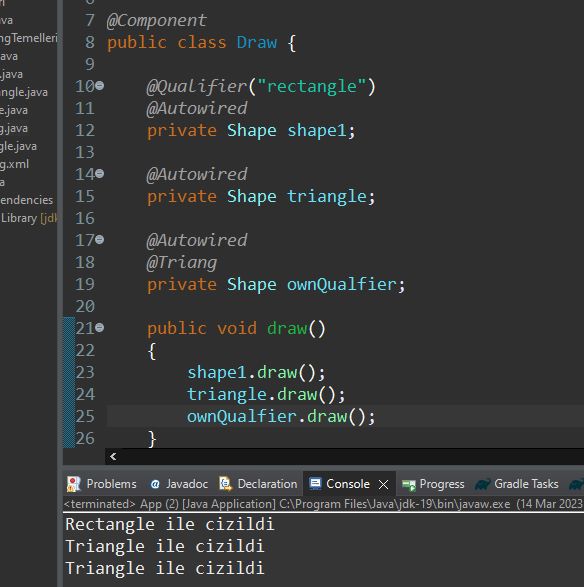 6
ava
7 @Component
ngTemelleri
8 public class Draw {
java
9
.java
10 @Qualifier("rectangle")
angle.java
11 @Autowired
e.java
12 private Shape shape1;
g.java
13
gle.java
14 @Autowired
g.xml
15 private Shape triangle;
a
16
endencies
17 @Autowired
Library [jdk
18 @Triang
19 private Shape ownQualfier;
20
21 public void draw()
22 {
23 shape1.draw();
24 triangle.draw();
25 ownQualfier.draw();
26 }
Problems Javadoc Declaration Console Progress Gradle Tasks
<terminated> App (2) [Java Application] C:\Program Files\Java\jdk-19\bin\javaw.exe (14 Mar 2023
Rectangle ile cizildi
Triangle ile cizildi
Triangle ile cizildi